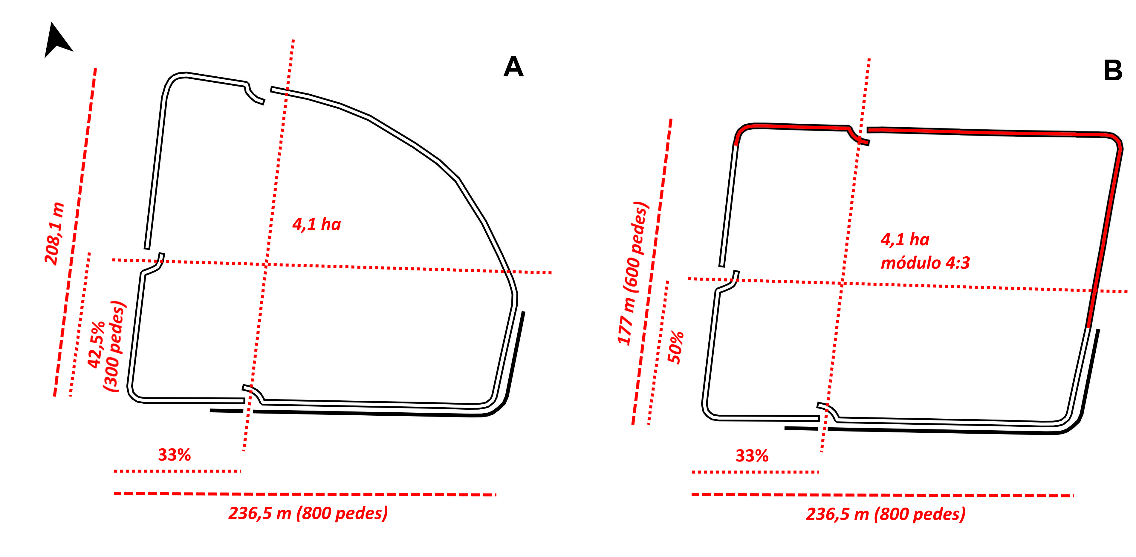 A
208,1 m
4,1 ha
42,5%
(300 pedes)
33%
236,5 m (800 pedes)
B
177 m (600 pedes)
4,1 ha
módulo 4:3
50%
33%
236,5 m (800 pedes)